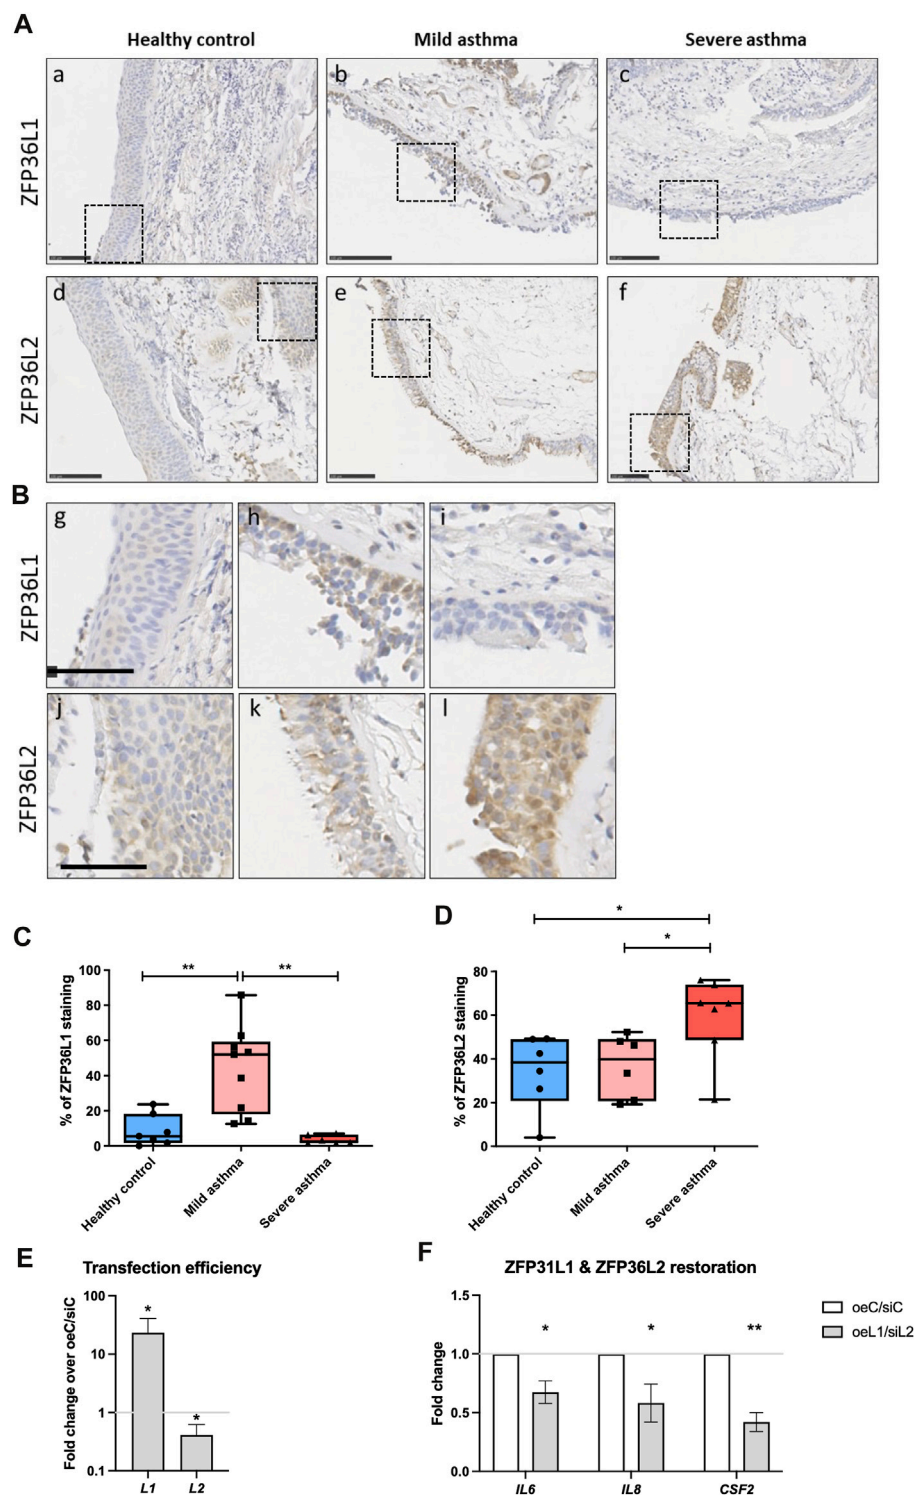 A
Healthy control
Mild asthma
Severe asthma
ZFP36L1
a
b
c
ZFP36L2
d
e
f
B
ZFP36L1
g
h
i
ZFP36L2
j
k
l
C
% of ZFP36L1 staining
100
80
60
40
20
0
**
**
Healthy control
Mild asthma
Severe asthma
D
% of ZFP36L2 staining
80
60
40
20
0
*
*
Healthy control
Mild asthma
Severe asthma
E
Transfection efficiency
Fold change over oeC/siC
100
10
1
0.1
*
*
L1
L2
F
ZFP31L1 & ZFP36L2 restoration
Fold change
1.5
1.0
0.5
0.0
*
*
**
IL6
IL8
CSF2
oeC/siC
oeL1/siL2